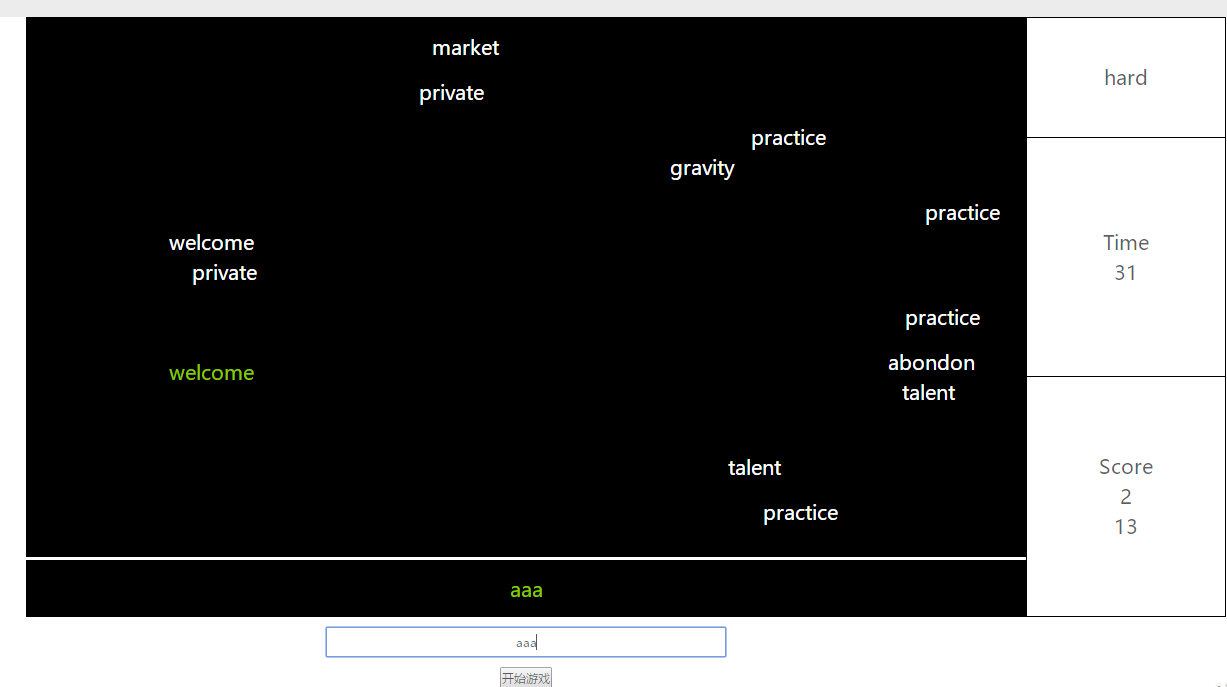 market
private
practice
gravity
practice
welcome
private
practice
abondon
welcome
talent
talent
practice
aaa
aaa
开始游戏
hard
Time
31
Score
2
13